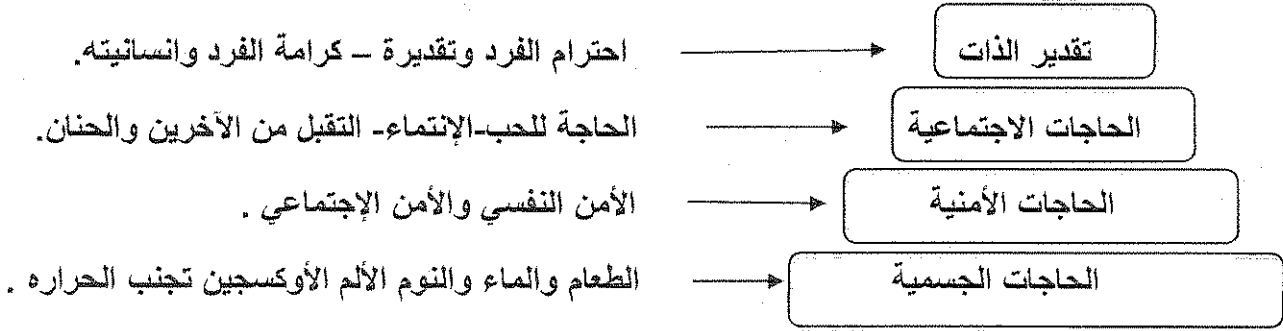 تقدير الذات احترام الفرد وتقديرة – كرامة الفرد وانسانيته.
الحاجات الاجتماعية الحاجة للحب-الإنتماء- التقبل من الآخرين والحنان.
الحاجات الأمنية الأمن النفسي والأمن الإجتماعي .
الحاجات الجسمية الطعام والماء والنوم الألم الأوكسجين تجنب الحراره .